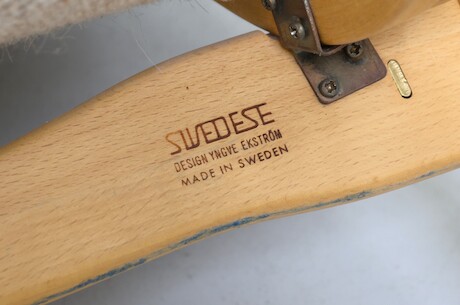 SWEDESE
DESIGN YNGVE EKSTRÖM
MADE IN SWEDEN